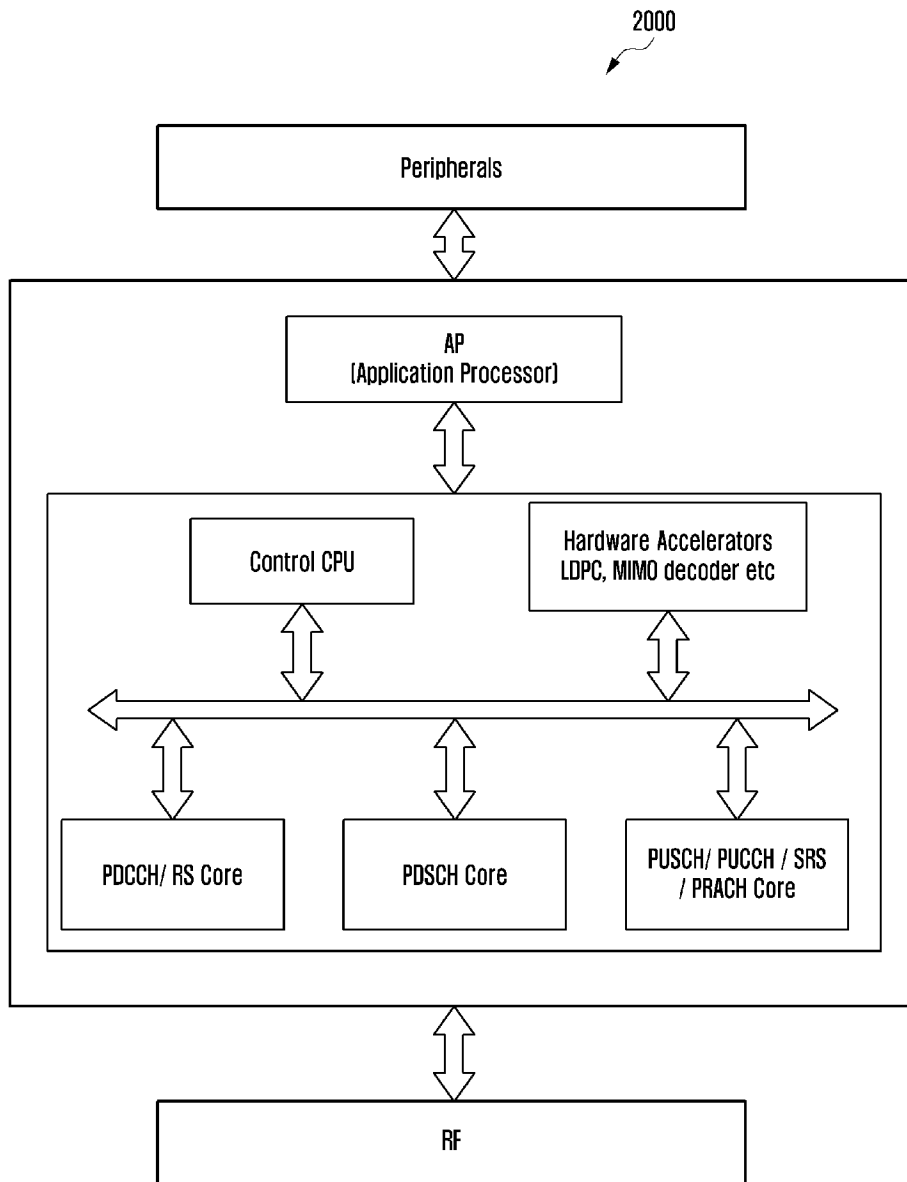 2000
Peripherals
AP
(Application Processor)
Control CPU
Hardware Accelerators
LDPC, MIMO decoder etc
PDCCH/ RS Core
PDSCH Core
PUSCH/ PUCCH / SRS
/ PRACH Core
RF